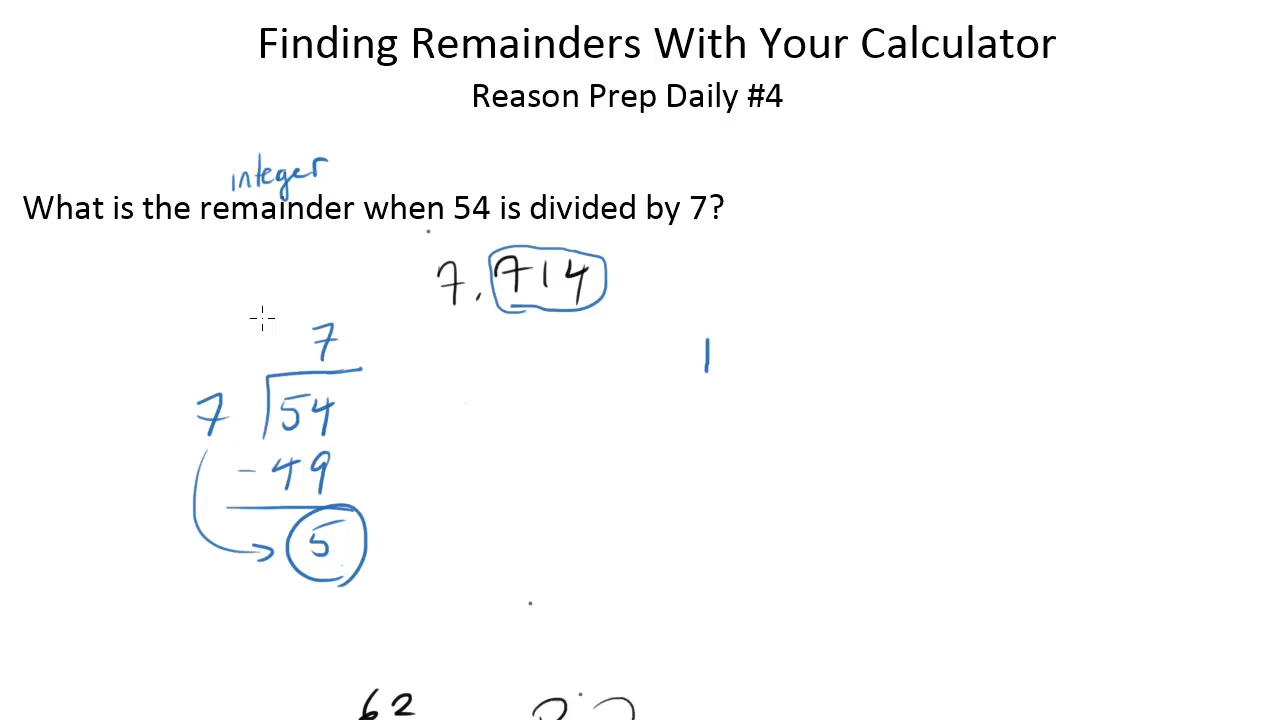 Finding Remainders With Your Calculator
Reason Prep Daily #4
integer
What is the remainder when 54 is divided by 7?
7.714
7
7 54
- 49
5
1
62